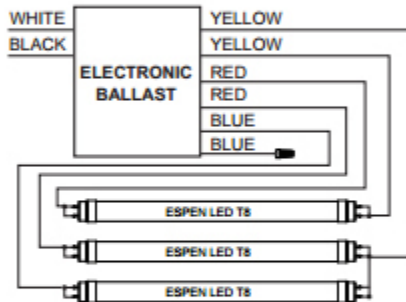 WHITE
BLACK
ELECTRONIC
BALLAST
YELLOW
YELLOW
RED
RED
BLUE
BLUE
ESPEN LED T8
ESPEN LED T8
ESPEN LED T8